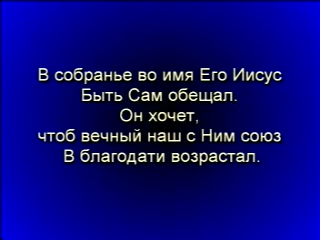 В собранье во имя Его Иисус
Быть Сам обещал.
Он хочет,
чтоб вечный наш с Ним союз
В благодати возрастал.